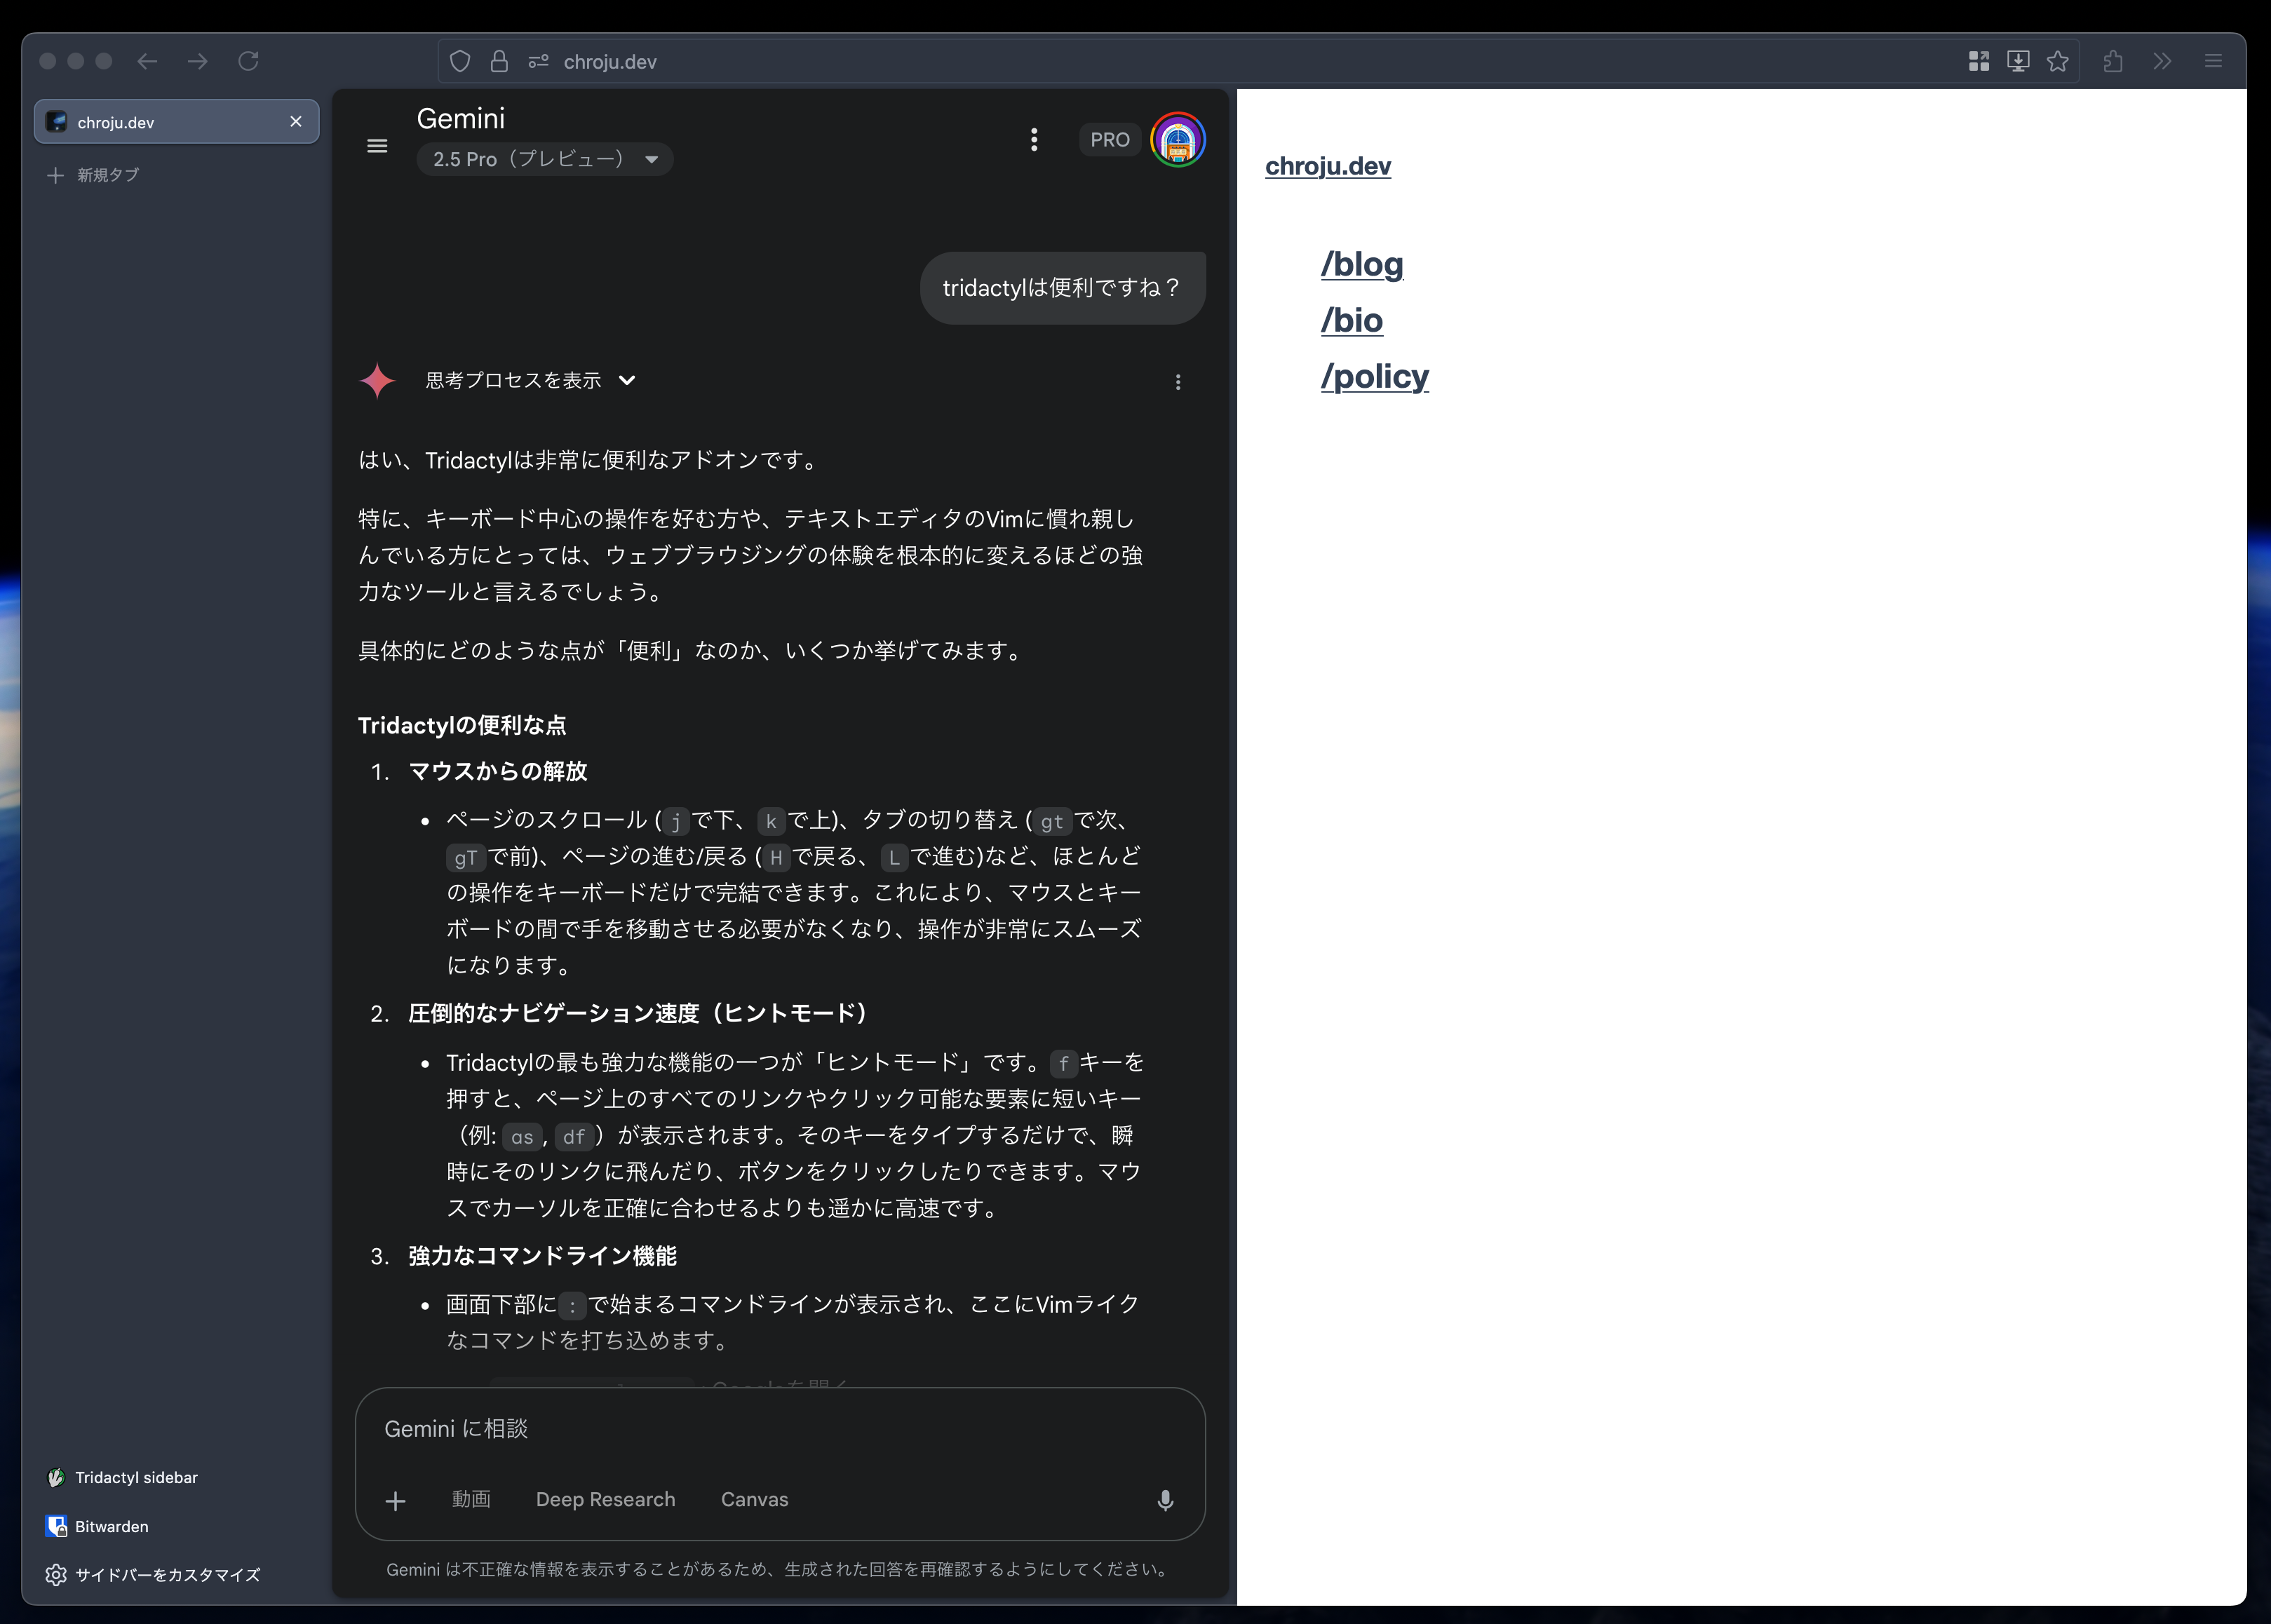 chroju.dev
chroju.dev
新規タブ
Gemini
2.5 Pro（プレビュー）
PRO
tridactylは便利ですね？
思考プロセスを表示
はい、Tridactylは非常に便利なアドオンです。
特に、キーボード中心の操作を好む方や、テキストエディタのVimに慣れ親し
んでいる方にとっては、ウェブブラウジングの体験を根本的に変えるほどの強
力なツールと言えるでしょう。
具体的にどのような点が「便利」なのか、いくつか挙げてみます。
Tridactylの便利な点
1. マウスからの解放
• ページのスクロール (jで下、kで上)、タブの切り替え (gtで次、
gTで前)、ページの進む/戻る (Hで戻る、Lで進む)など、ほとんど
の操作をキーボードだけで完結できます。これにより、マウスとキー
ボードの間で手を移動させる必要がなくなり、操作が非常にスムーズ
になります。
2. 圧倒的なナビゲーション速度（ヒントモード）
• Tridactylの最も強力な機能の一つが「ヒントモード」です。fキーを
押すと、ページ上のすべてのリンクやクリック可能な要素に短いキー
（例: as, df）が表示されます。そのキーをタイプするだけで、瞬
時にそのリンクに飛んだり、ボタンをクリックしたりできます。マウ
スでカーソルを正確に合わせるよりも遥かに高速です。
3. 強力なコマンドライン機能
• 画面下部に:で始まるコマンドラインが表示され、ここにVimライク
なコマンドを打ち込めます。
Gemini に相談
動画 Deep Research Canvas
Gemini は不正確な情報を表示することがあるため、生成された回答を再確認するようにしてください。
Tridactyl sidebar
Bitwarden
サイドバーをカスタマイズ
chroju.dev
/blog
/bio
/policy